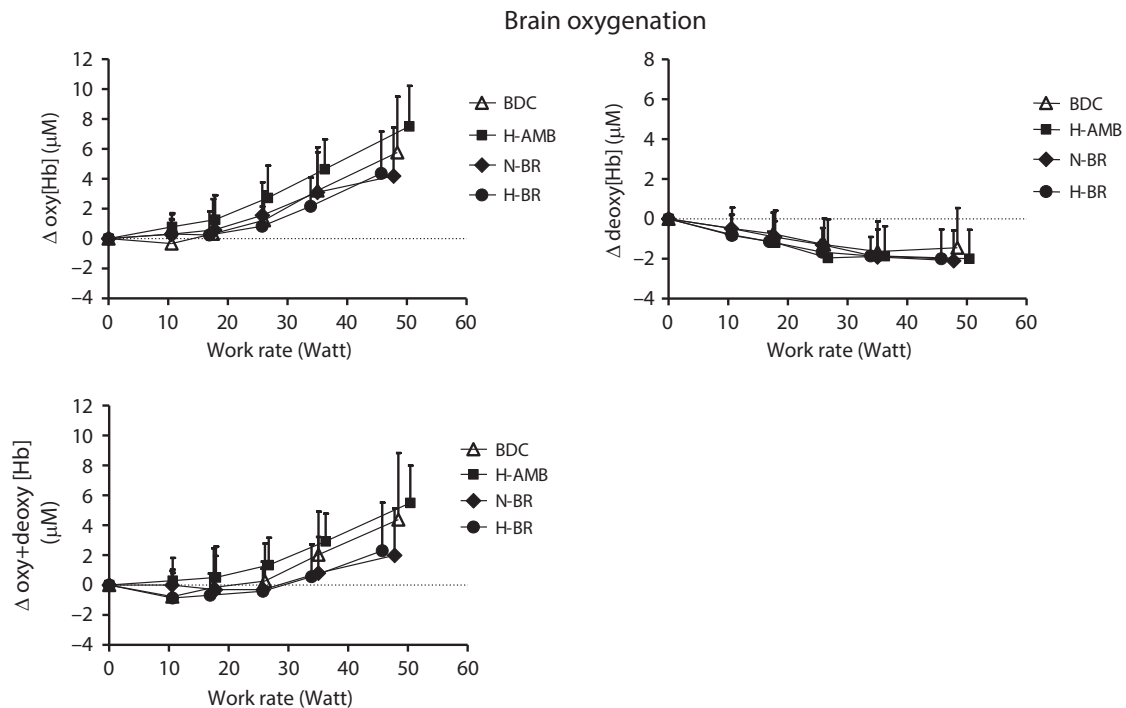 Brain oxygenation
Δ oxy[Hb] (μM)
12
10
8
6
4
2
0
−2
−4
0 10 20 30 40 50 60
Work rate (Watt)
BDC
H-AMB
N-BR
H-BR
Δ deoxy[Hb] (μM)
8
6
4
2
0
−2
−4
0 10 20 30 40 50 60
Work rate (Watt)
BDC
H-AMB
N-BR
H-BR
Δ oxy+deoxy [Hb]
(μM)
12
10
8
6
4
2
0
−2
−4
0 10 20 30 40 50 60
Work rate (Watt)
BDC
H-AMB
N-BR
H-BR